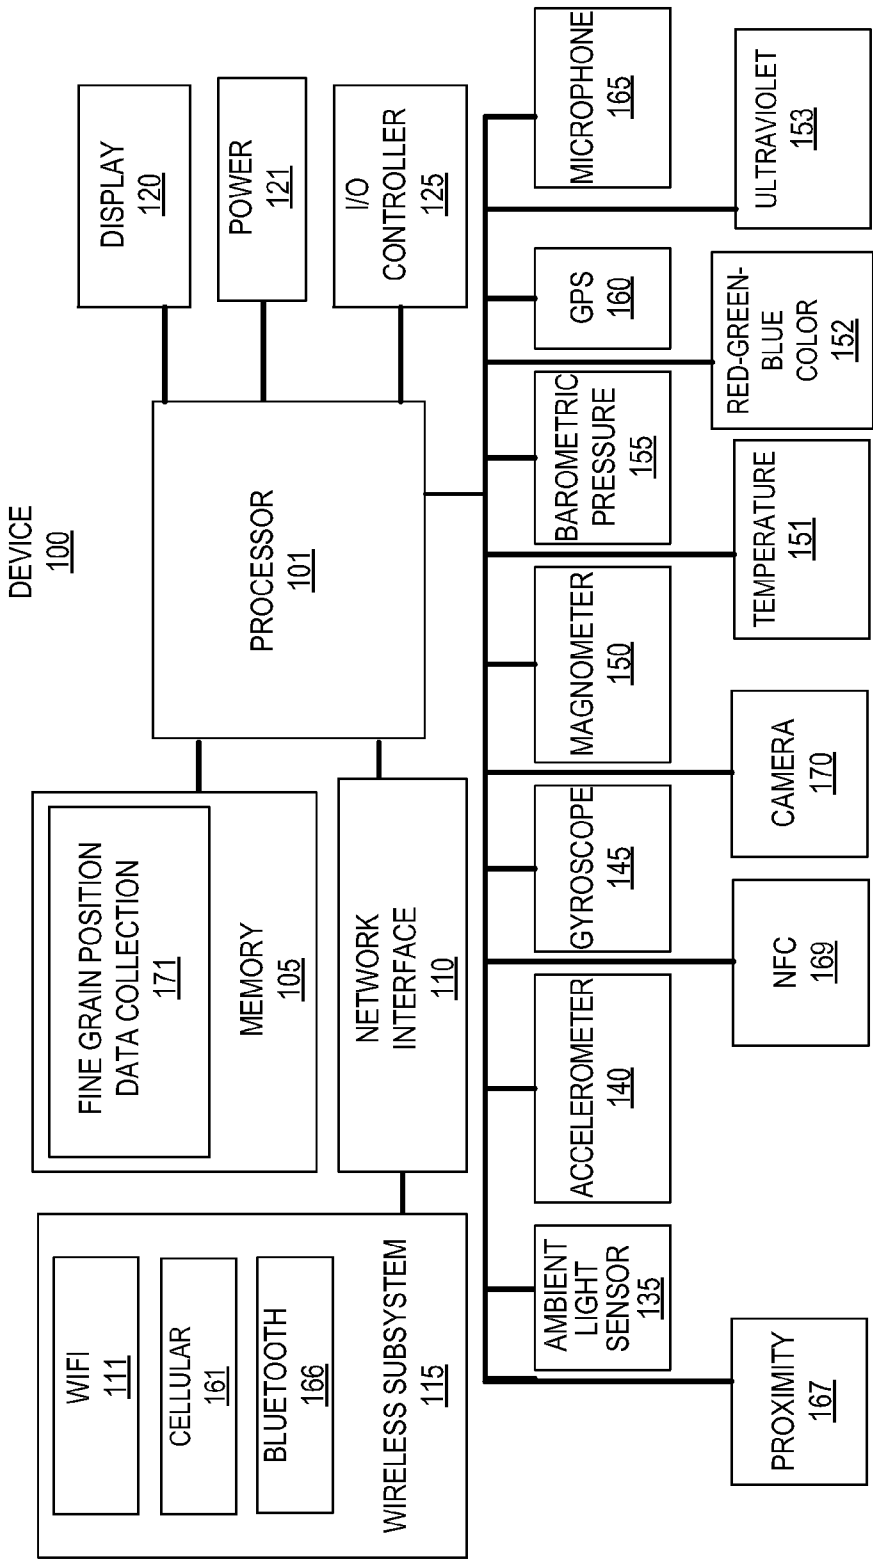 DEVICE
100
WIFI
111
CELLULAR
161
BLUETOOTH
166
WIRELESS SUBSYSTEM
115
FINE GRAIN POSITION
DATA COLLECTION
171
MEMORY
105
NETWORK
INTERFACE
110
PROCESSOR
101
DISPLAY
120
POWER
121
I/O
CONTROLLER
125
AMBIENT
LIGHT
SENSOR
135
ACCELEROMETER
140
GYROSCOPE
145
MAGNOMETER
150
BAROMETRIC
PRESSURE
155
GPS
160
MICROPHONE
165
PROXIMITY
167
NFC
169
CAMERA
170
TEMPERATURE
151
RED-GREEN-
BLUE
COLOR
152
ULTRAVIOLET
153